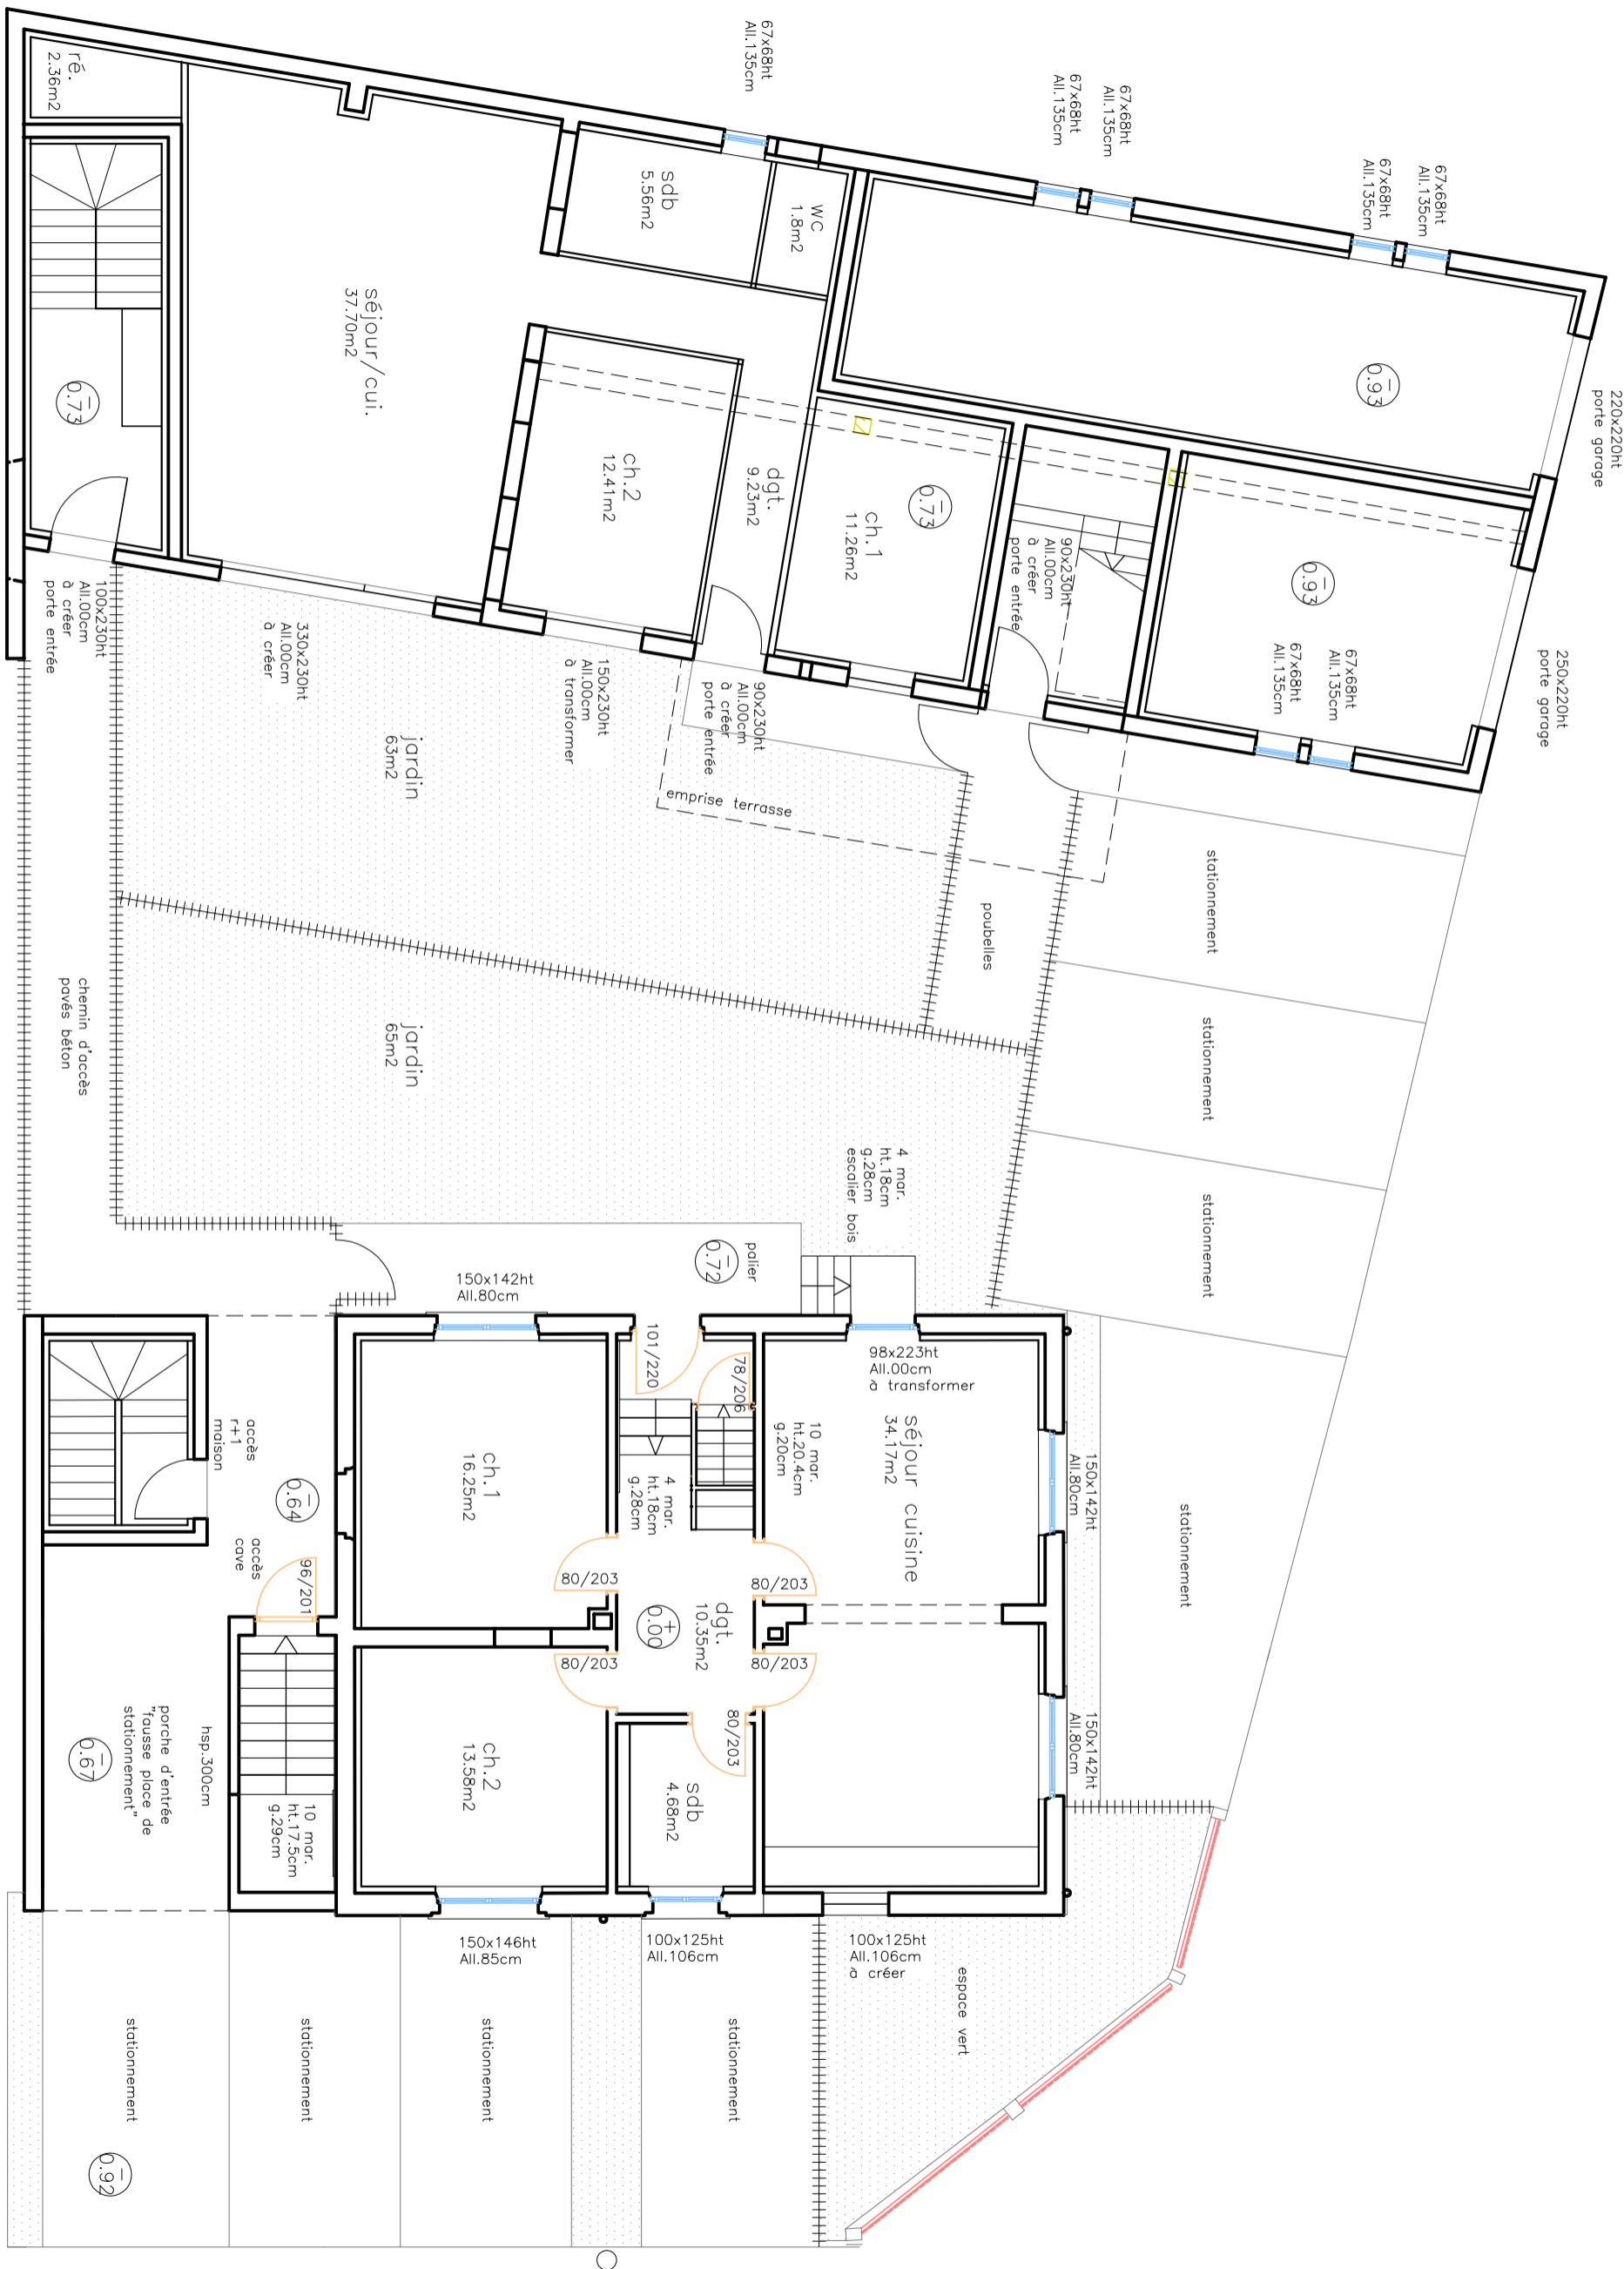 67x68ht
All.135cm
67x68ht
All.135cm
67x68ht
All.135cm
67x68ht
All.135cm
67x68ht
All.135cm
220x220ht
porte garage
250x220ht
porte garage
ré.
2.36m2
sdb
5.56m2
WC
1.8m2
séjour/cui.
37.70m2
-
0.73
ch.2
12.41m2
dgt.
9.23m2
ch.1
11.26m2
-
0.73
-
0.93
-
0.93
90x230ht
All.00cm
à créer
porte entrée
67x68ht
All.135cm
67x68ht
All.135cm
100x230ht
All.00cm
à créer
porte entrée
330x230ht
All.00cm
à créer
150x230ht
All.00cm
à transformer
90x230ht
All.00cm
à créer
porte entrée
emprise terrasse
jardin
63m2
poubelles
stationnement
stationnement
stationnement
stationnement
jardin
65m2
chemin d'accès
pavés béton
4 mar.
ht.18cm
g.28cm
escalier bois
palier
-
0.72
150x142ht
All.80cm
101/220
78/206
98x223ht
All.00cm
à transformer
séjour cuisine
34.17m2
10 mar.
ht.20.4cm
g.20cm
150x142ht
All.80cm
150x142ht
All.80cm
ch.1
16.25m2
4 mar.
ht.18cm
g.28cm
80/203
80/203
dgt.
10.35m2
+
0.00
80/203
80/203
80/203
ch.2
13.58m2
sdb
4.68m2
accès
r+1
maison
-
0.64
accès
cave
96/201
hsp.300cm
porche d'entrée
"fausse place de
stationnement"
-
0.67
10 mar.
ht.17.5cm
g.29cm
150x146ht
All.85cm
100x125ht
All.106cm
100x125ht
All.106cm
à créer
espace vert
stationnement
stationnement
stationnement
stationnement
-
0.92